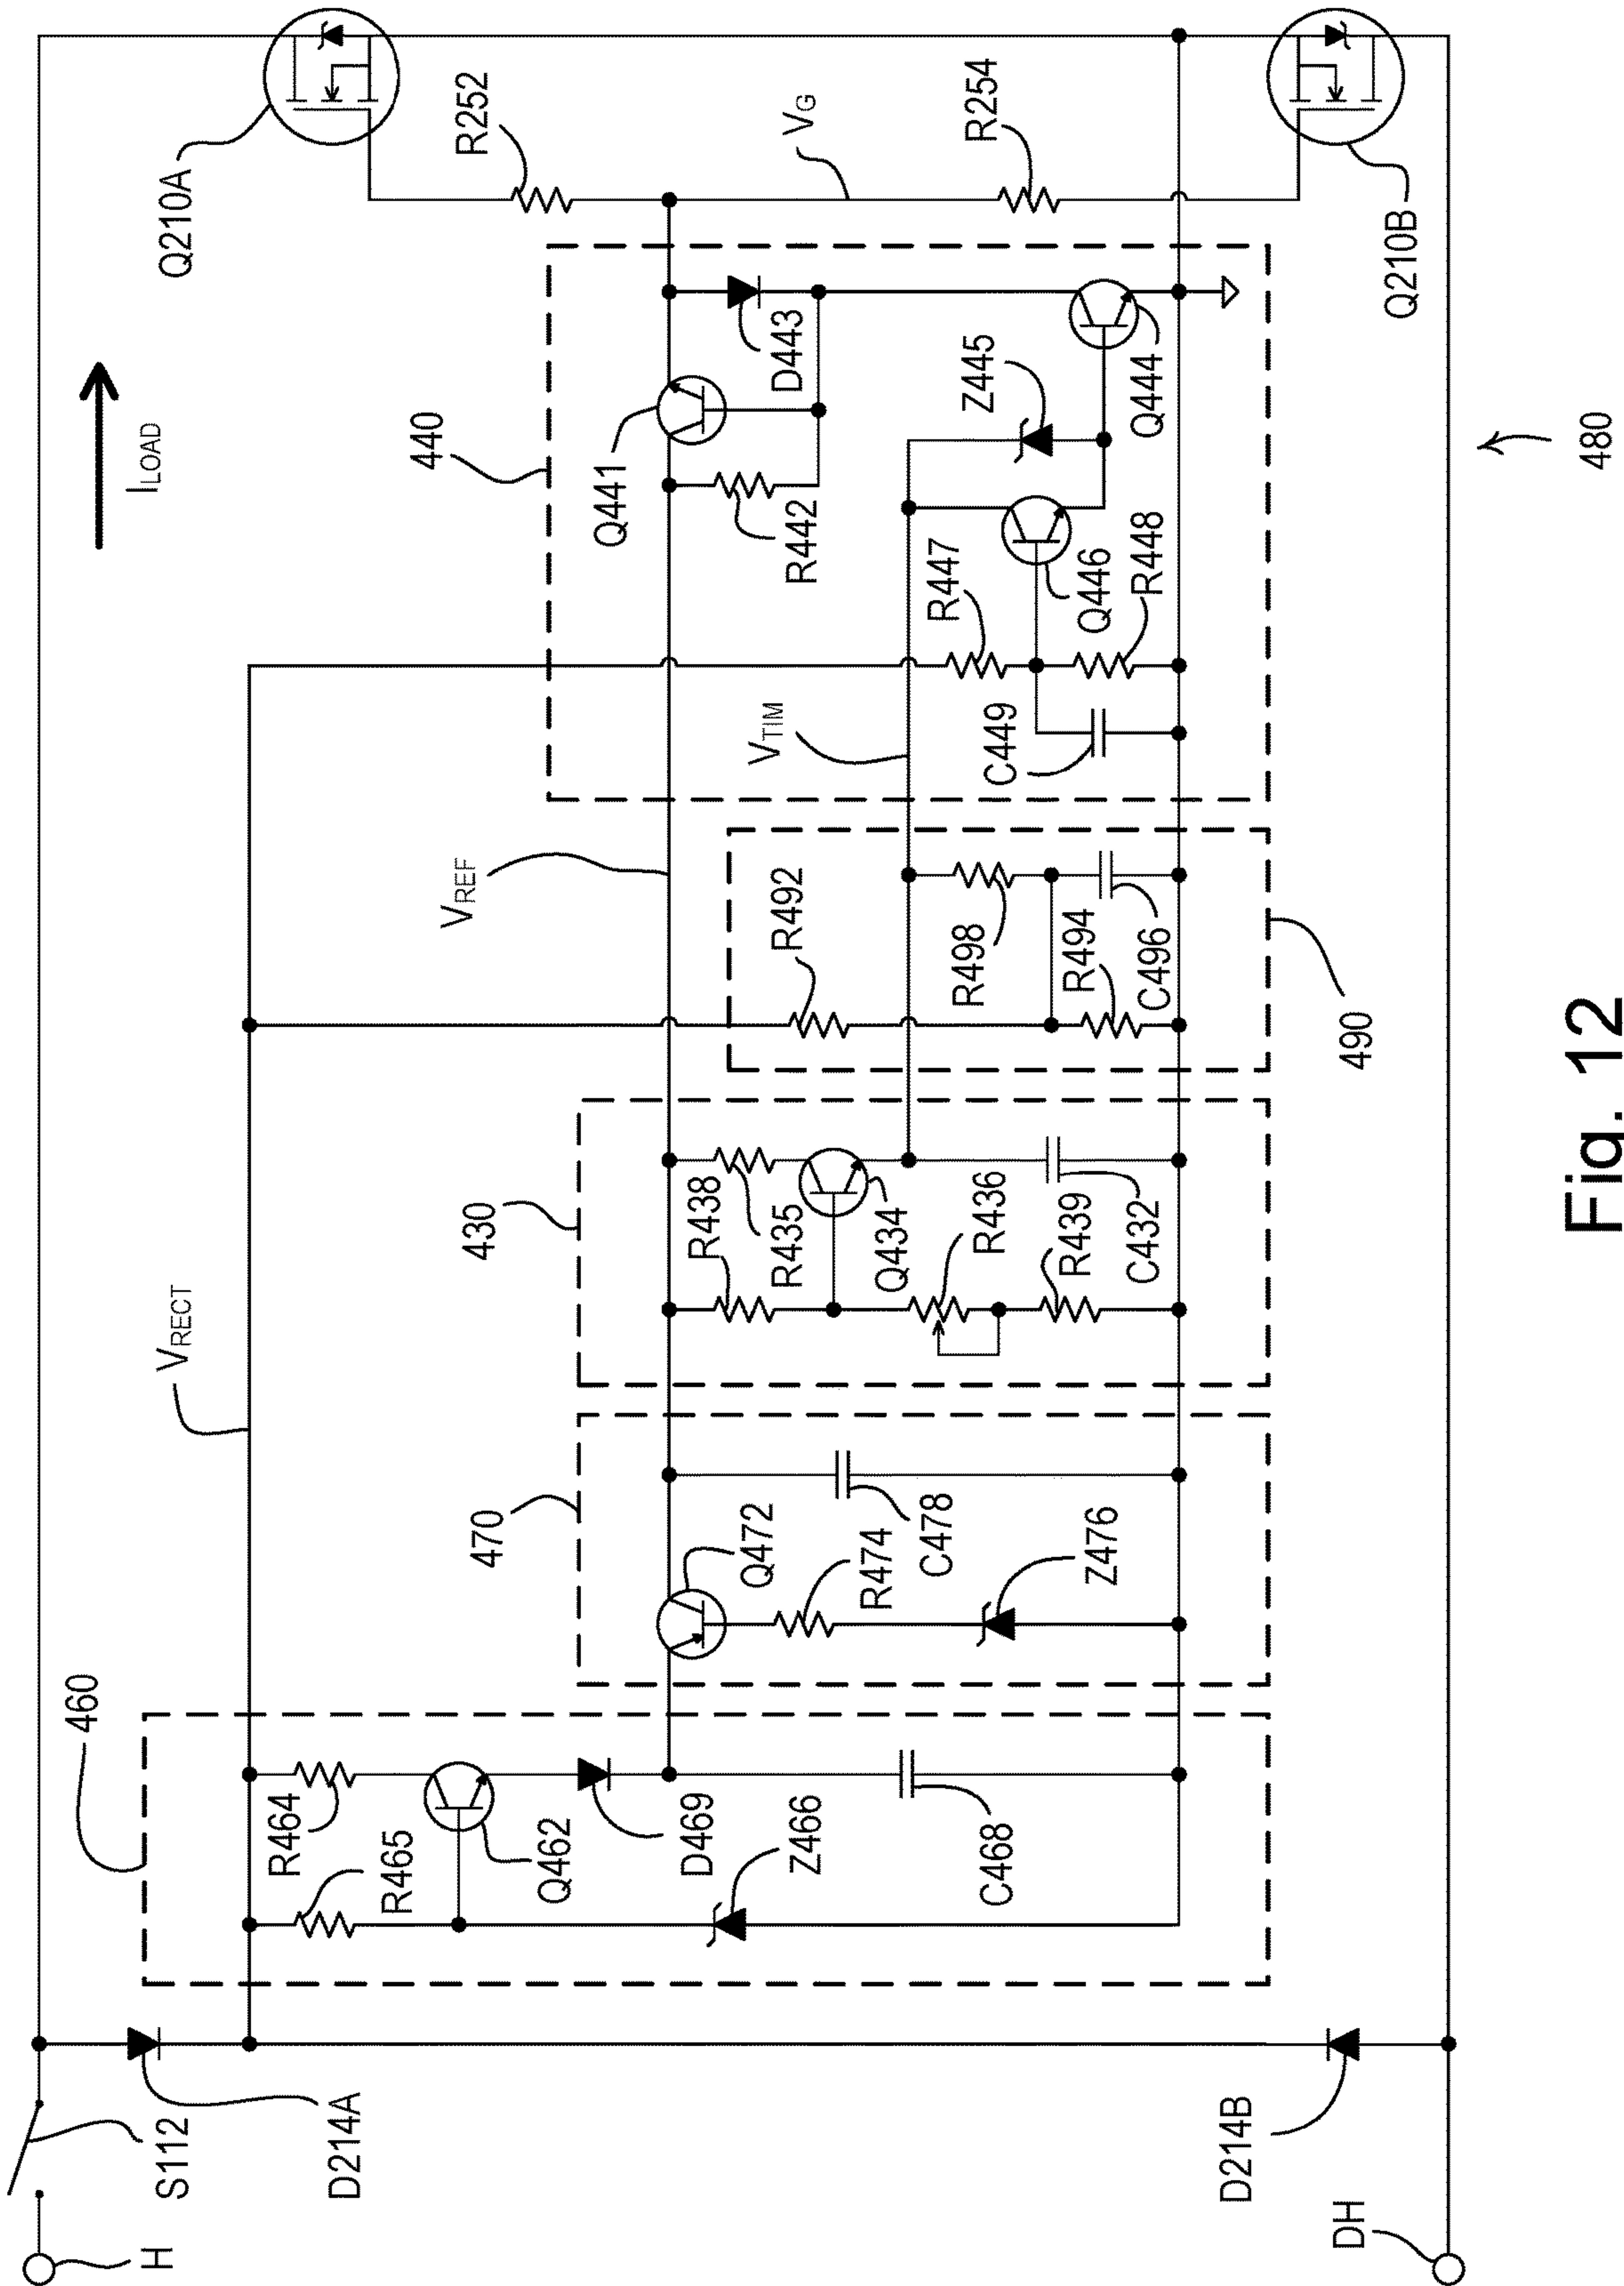 H
S112
D214A
D214B
DH
460
R464
R465
Q462
D469
Z466
C468
VRECT
470
Q472
R474
C478
Z476
430
R438
R435
Q434
R436
R439
C432
VREF
R492
R498
R494
C496
490
VTIM
440
Q441
R442
D443
R447
C449
Q446
R448
Z445
Q444
ILOAD
Q210A
R252
VG
R254
Q210B
480
Fig. 12